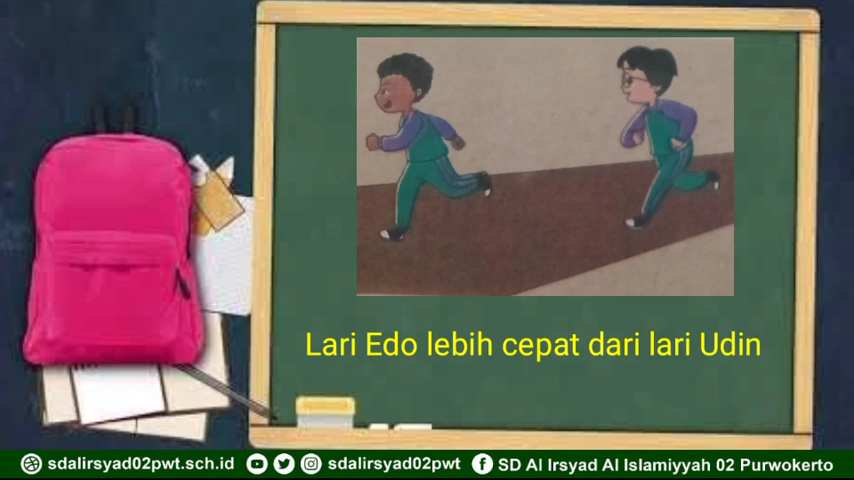 Lari Edo lebih cepat dari lari Udin
sdalirsyad02pwt.sch.id sdalirsyad02pwt SD Al Irsyad Al Islamiyyah 02 Purwokerto